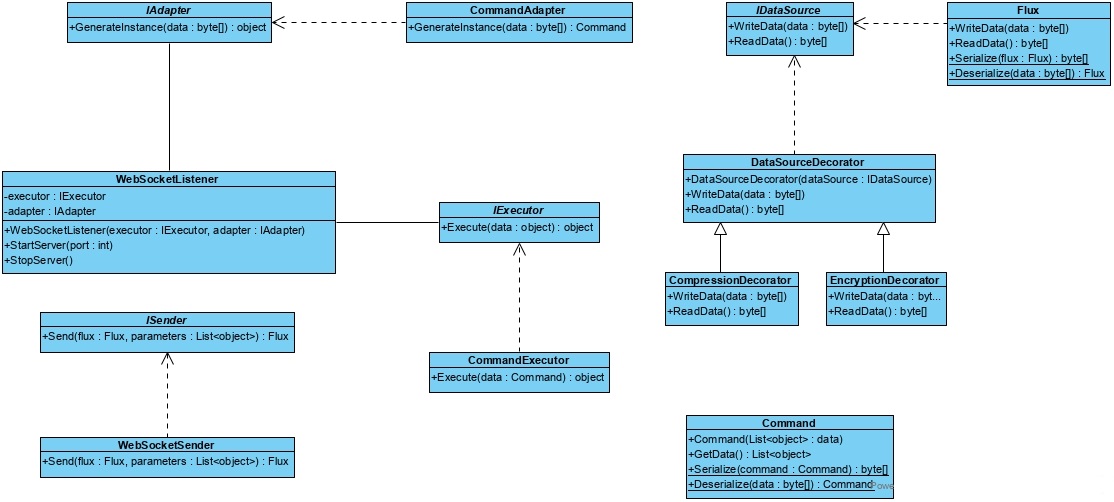 IAdapter
+GenerateInstance(data : byte[]) : object
CommandAdapter
+GenerateInstance(data : byte[]) : Command
IDataSource
+WriteData(data : byte[])
+ReadData() : byte[]
Flux
+WriteData(data : byte[])
+ReadData() : byte[]
+Serialize(flux : Flux) : byte[]
+Deserialize(data : byte[]) : Flux
WebSocketListener
-executor : IExecutor
-adapter : IAdapter
+WebSocketListener(executor : IExecutor, adapter : IAdapter)
+StartServer(port : int)
+StopServer()
IExecutor
+Execute(data : object) : object
DataSourceDecorator
+DataSourceDecorator(dataSource : IDataSource)
+WriteData(data : byte[])
+ReadData() : byte[]
CompressionDecorator
+WriteData(data : byte[])
+ReadData() : byte[]
EncryptionDecorator
+WriteData(data : byt...
+ReadData() : byte[]
ISender
+Send(flux : Flux, parameters : List<object>) : Flux
CommandExecutor
+Execute(data : Command) : object
WebSocketSender
+Send(flux : Flux, parameters : List<object>) : Flux
Command
+Command(List<object> : data)
+GetData() : List<object>
+Serialize(command : Command) : byte[]
+Deserialize(data : byte[]) : Command
Powe